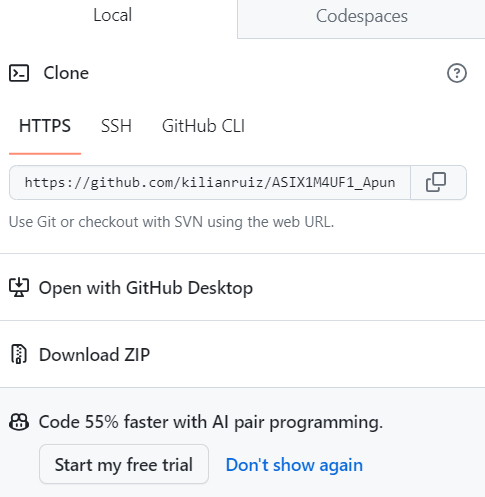 Local
Codespaces
Clone
HTTPS
SSH
GitHub CLI
https://github.com/kilianruiz/ASIX1M4UF1_Apun
Use Git or checkout with SVN using the web URL.
Open with GitHub Desktop
Download ZIP
Code 55% faster with AI pair programming.
Start my free trial
Don't show again